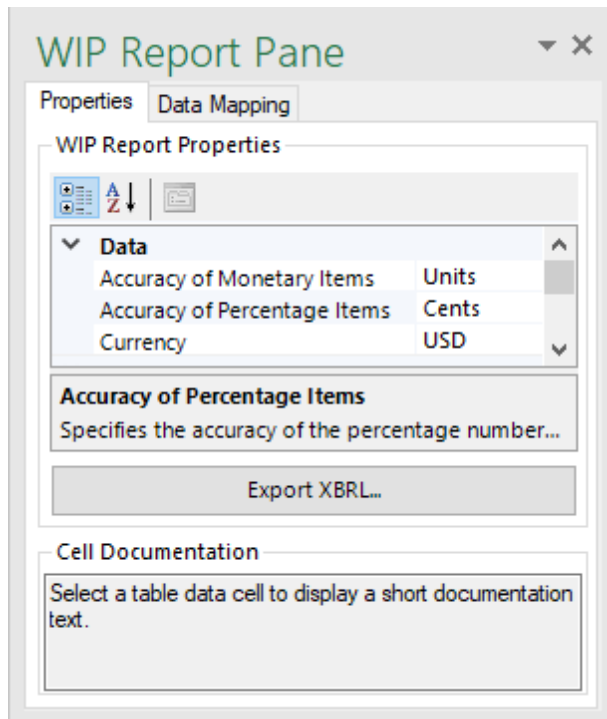 WIP Report Pane
Properties Data Mapping
WIP Report Properties
A
Z
Data
Accuracy of Monetary Items Units
Accuracy of Percentage Items Cents
Currency USD
Accuracy of Percentage Items
Specifies the accuracy of the percentage number...
Export XBRL...
Cell Documentation
Select a table data cell to display a short documentation
text.